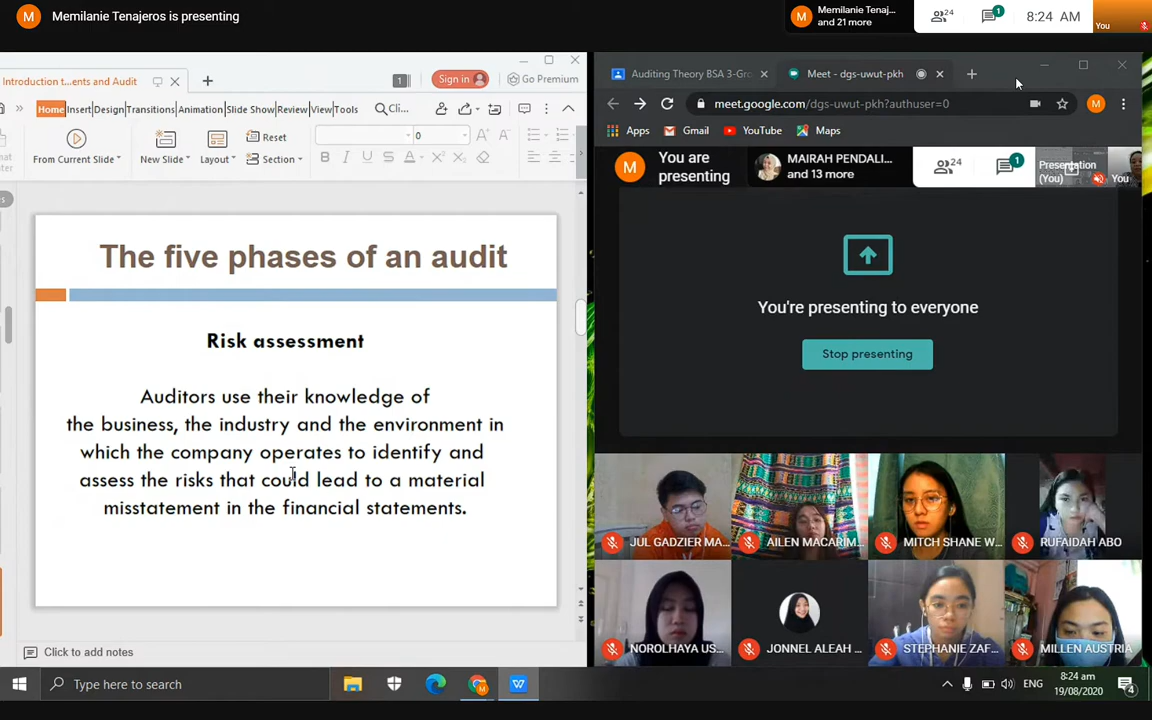 Memilanie Tenajeros is presenting
Memilanie Tenaj...
and 21 more
24
1
8:24 AM
You
Introduction t...ents and Audit
1
Sign in
Go Premium
Home Insert Design Transitions Animation Slide Show Review View Tools
Cli...
From Current Slide
New Slide
Layout
Reset
Section
0
B I U S A
The five phases of an audit
Risk assessment
Auditors use their knowledge of
the business, the industry and the environment in
which the company operates to identify and
assess the risks that could lead to a material
misstatement in the financial statements.
Click to add notes
Auditing Theory BSA 3-Gro
Meet - dgs-uwut-pkh
meet.google.com/dgs-uwut-pkh?authuser=0
M
Apps
Gmail
YouTube
Maps
M
You are
presenting
MAIRAH PENDALI...
and 13 more
24
1
Presentation
(You)
You
You're presenting to everyone
Stop presenting
JUL GADZIER MA...
AILEN MACARIM...
MITCH SHANE W...
RUFAIDAH ABO
NOROLHAYA US...
JONNEL ALEAH ...
STEPHANIE ZAF...
MILLEN AUSTRIA
Type here to search
ENG
8:24 am
19/08/2020
4